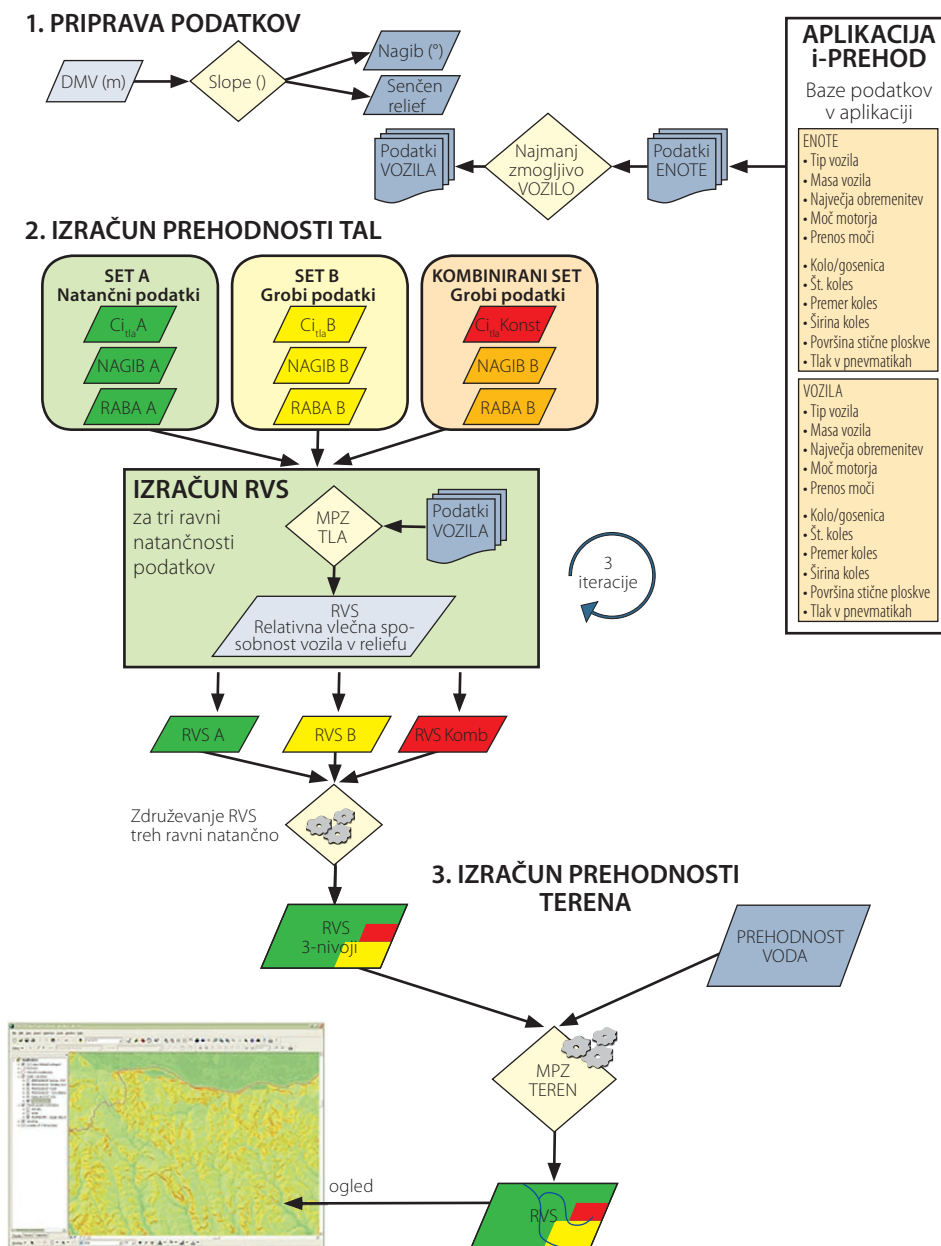 1. PRIPRAVA PODATKOV
DMV (m)
Slope ()
Nagib (°)
Senčen
relief
Podatki
VOZILA
Najmanj
zmogljivo
VOZILO
Podatki
ENOTE
APLIKACIJA
i-PREHOD
Baze podatkov
v aplikaciji
ENOTE
• Tip vozila
• Masa vozila
• Največja obremenitev
• Moč motorja
• Prenos moči
• Kolo/gosenica
• Št. koles
• Premer koles
• Širina koles
• Površina stične ploskve
• Tlak v pnevmatikah
VOZILA
• Tip vozila
• Masa vozila
• Največja obremenitev
• Moč motorja
• Prenos moči
• Kolo/gosenica
• Št. koles
• Premer koles
• Širina koles
• Površina stične ploskve
• Tlak v pnevmatikah
2. IZRAČUN PREHODNOSTI TAL
SET A
Natančni podatki
Ci tla A
NAGIB A
RABA A
SET B
Grobi podatki
Ci tla B
NAGIB B
RABA B
KOMBINIRANI SET
Grobi podatki
Ci tla Konst
NAGIB B
RABA B
IZRAČUN RVS
za tri ravni
natančnosti
podatkov
MPZ
TLA
Podatki
VOZILA
RVS
Relativna vlečna spo-
sobnost vozila v reliefu
3
iteracije
RVS A
RVS B
RVS Komb
Združevanje RVS
treh ravni natančno
3. IZRAČUN PREHODNOSTI
TERENA
RVS
3-nivoji
PREHODNOST
VODA
MPZ
TEREN
ogled
RVS